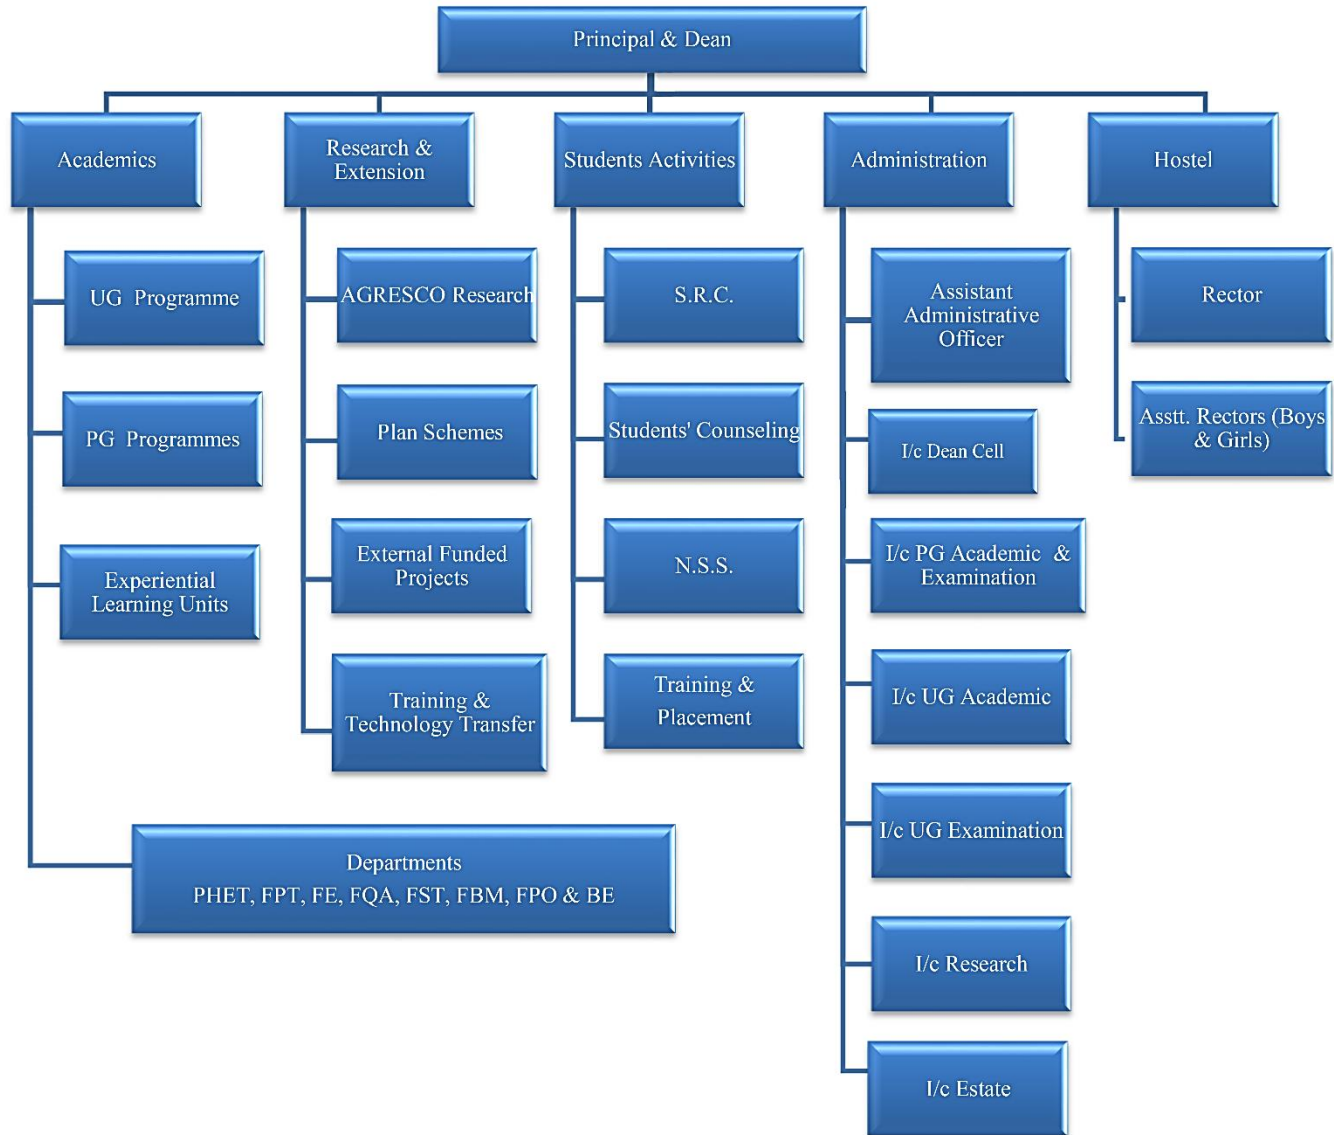 Principal & Dean
Academics
Research &
Extension
Students Activities
Administration
Hostel
UG Programme
PG Programmes
Experiential
Learning Units
Departments
PHET, FPT, FE, FQA, FST, FBM, FPO & BE
AGRESCO Research
Plan Schemes
External Funded
Projects
Training &
Technology Transfer
S.R.C.
Students' Counseling
N.S.S.
Training &
Placement
Assistant
Administrative
Officer
I/c Dean Cell
I/c PG Academic &
Examination
I/c UG Academic
I/c UG Examination
I/c Research
I/c Estate
Rector
Asstt. Rectors (Boys
& Girls)